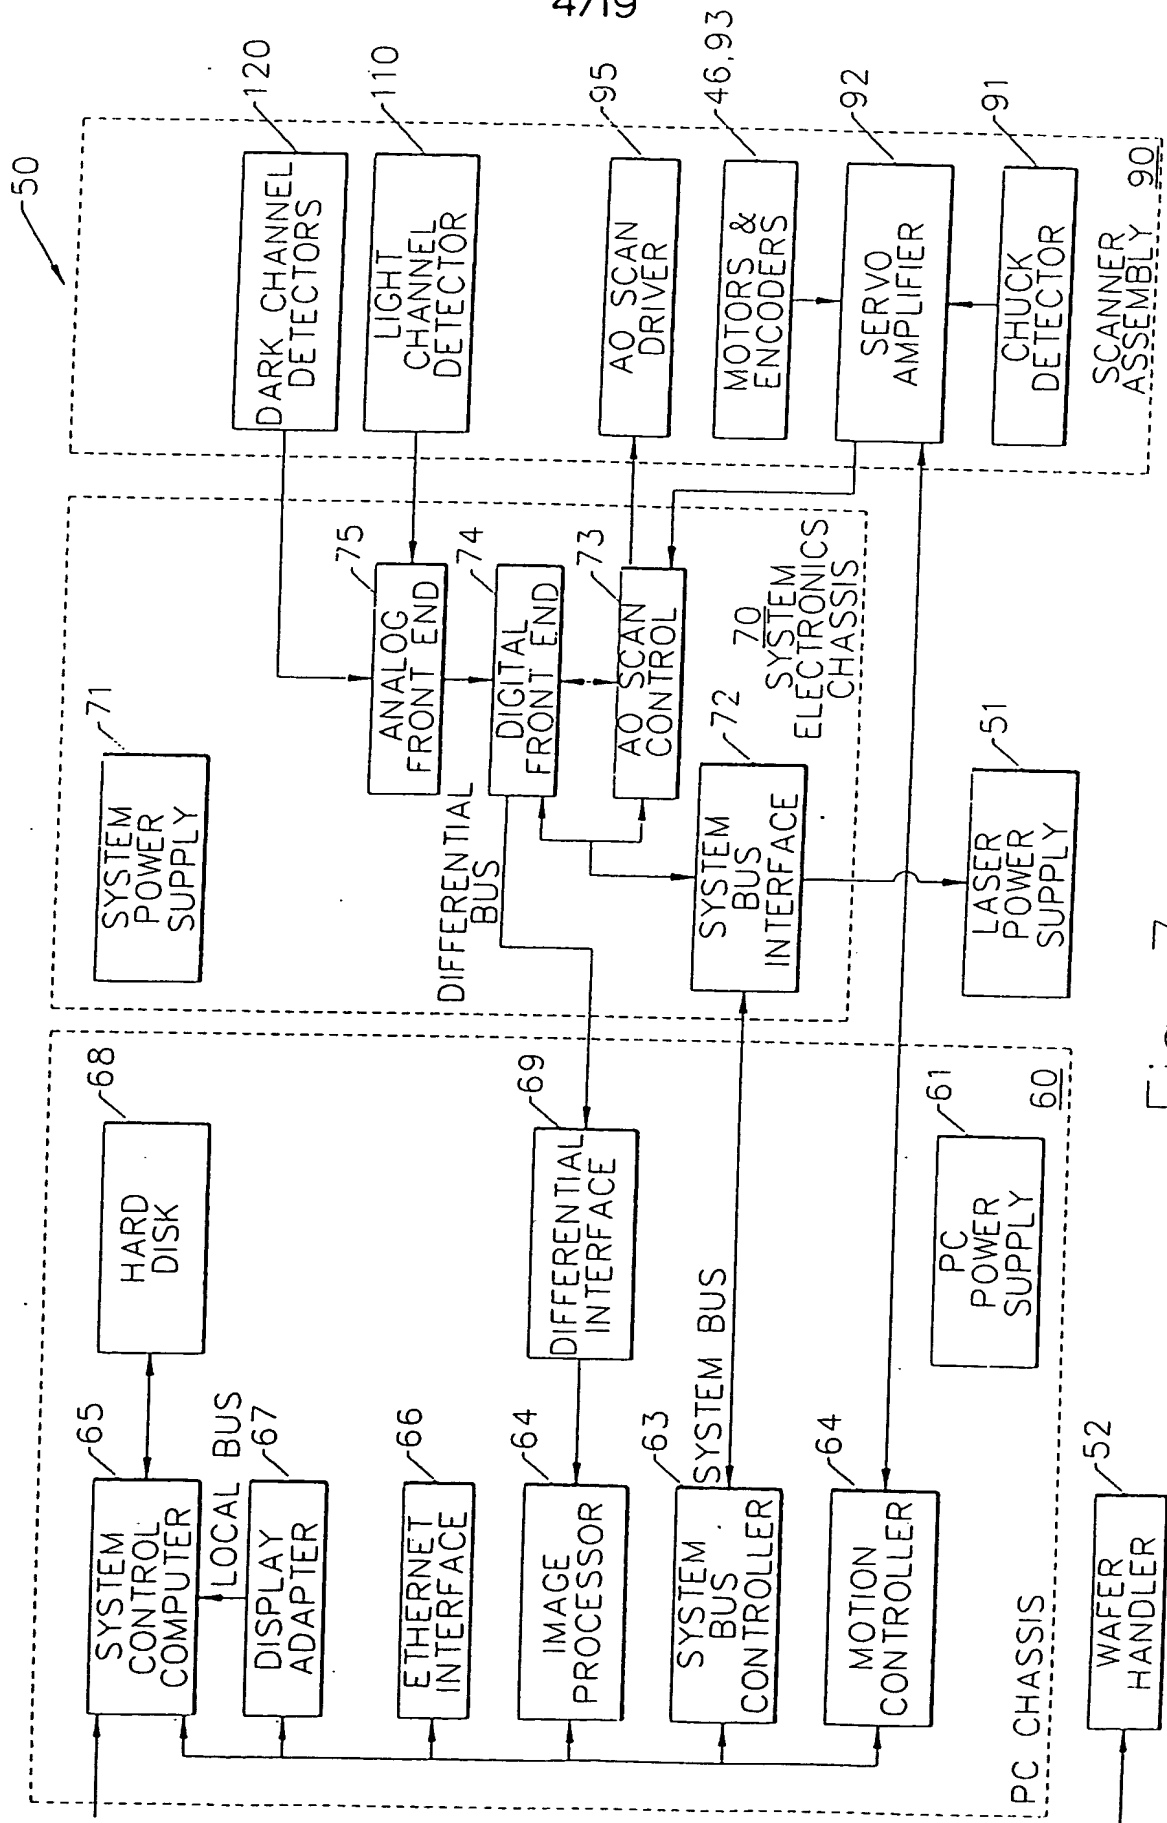 4/19
50
120
DARK CHANNEL
DETECTORS
110
LIGHT
CHANNEL
DETECTOR
95
AO SCAN
DRIVER
46,93
MOTORS &
ENCODERS
92
SERVO
AMPLIFIER
91
CHUCK
DETECTOR
SCANNER
ASSEMBLY
90
71
SYSTEM
POWER
SUPPLY
75
ANALOG
FRONT END
74
DIGITAL
FRONT END
73
AO SCAN
CONTROL
72
SYSTEM
BUS
INTERFACE
70
SYSTEM
ELECTRONICS
CHASSIS
DIFFERENTIAL
BUS
51
LASER
POWER
SUPPLY
68
HARD
DISK
69
DIFFERENTIAL
INTERFACE
SYSTEM BUS
61
PC
POWER
SUPPLY
60
65
SYSTEM
CONTROL
COMPUTER
LOCAL BUS
67
DISPLAY
ADAPTER
66
ETHERNET
INTERFACE
64
IMAGE
PROCESSOR
63
SYSTEM
BUS
CONTROLLER
64
MOTION
CONTROLLER
PC CHASSIS
52
WAFER
HANDLER
Fig. 7